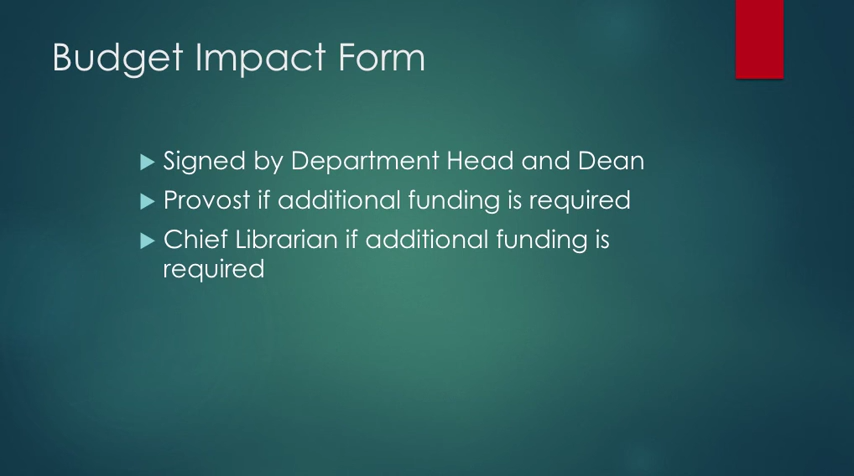 Budget Impact Form
Signed by Department Head and Dean
Provost if additional funding is required
Chief Librarian if additional funding is
required